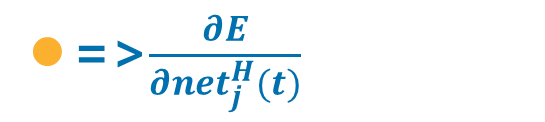 ● => ∂E / ∂net_j^H(t)